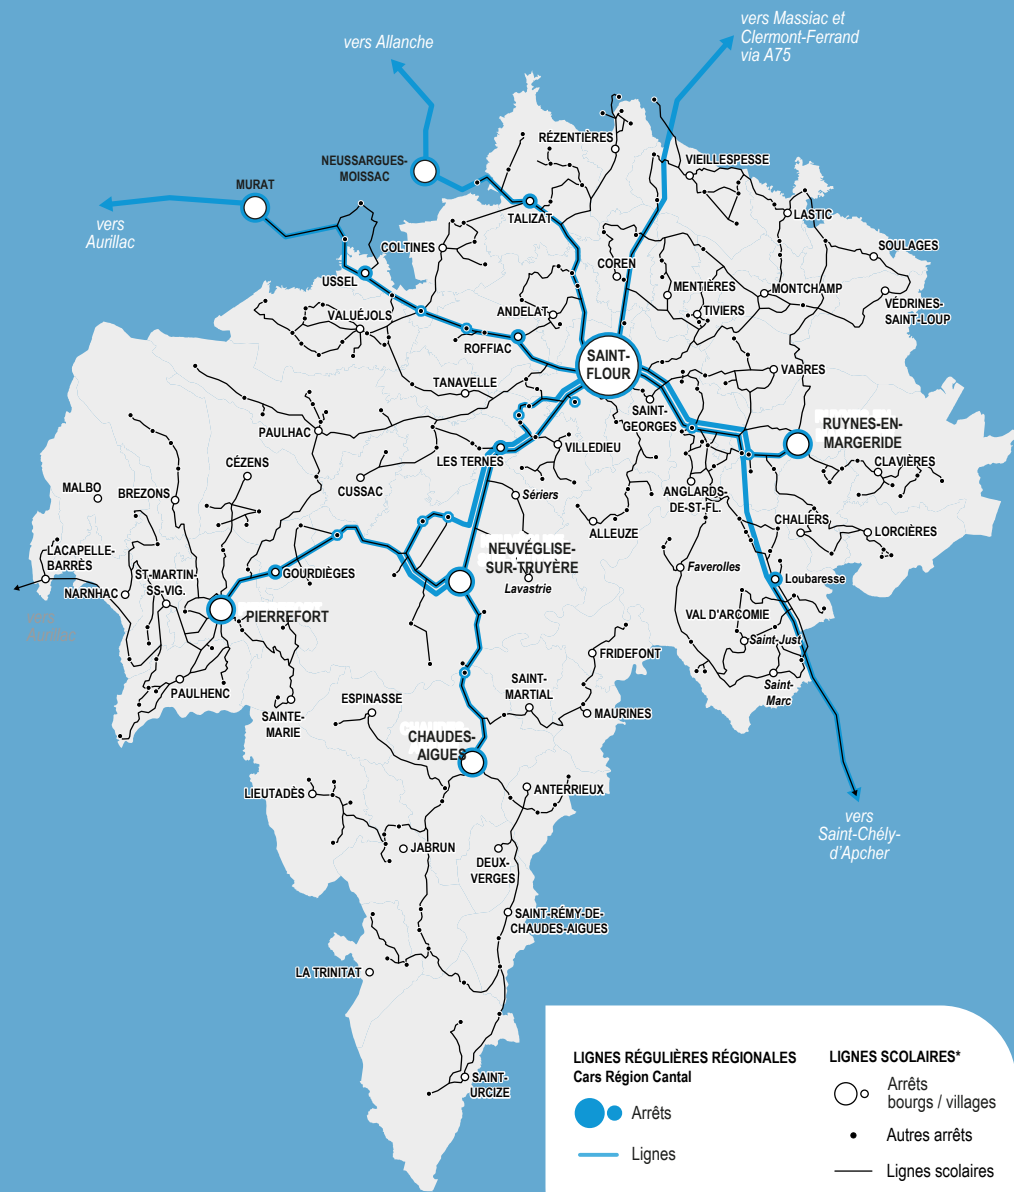 vers Massiac et
Clermont-Ferrand
via A75
vers Allanche
RÉZENTIÈRES
VIEILLESPESSE
NEUSSARGUES-
MOISSAC
MURAT
LASTIC
TALIZAT
vers
Aurillac
COLTINES
SOULAGES
COREN
USSEL
MENTIÈRES
MONTCHAMP
VÉDRINES-
SAINT-LOUP
ANDELAT
TIVIERS
VALUÉJOLS
ROFFIAC
SAINT-
FLOUR
VABRES
TANAVELLE
SAINT-
GEORGES
RUYNES-EN-
MARGERIDE
PAULHAC
VILLEDIEU
LES TERNES
CÉZENS
CLAVIÈRES
MALBO
BREZONS
CUSSAC
Sériers
ANGLARDS-
DE-ST-FL.
ALLEUZE
CHALIERS
LORCIÈRES
LACAPELLE-
BARRÈS
NEUVÉGLISE-
SUR-TRUYÈRE
ST-MARTIN-
SS-VIG.
GOURDIÈGES
Faverolles
Loubaresse
Lavastrie
NARNHAC
PIERREFORT
vers
Aurillac
VAL D'ARCOMIE
Saint-Just
FRIDEFONT
PAULHENC
ESPINASSE
SAINT-
MARTIAL
Saint-
Marc
SAINTE-
MARIE
MAURINES
CHAUDES-
AIGUES
LIEUTADÈS
ANTERRIEUX
vers
Saint-Chély-
d'Apcher
JABRUN
DEUX-
VERGES
SAINT-RÉMY-DE-
CHAUDES-AIGUES
LA TRINITAT
SAINT-
URCIZE
LIGNES RÉGULIÈRES RÉGIONALES
Cars Région Cantal
Arrêts
Lignes
LIGNES SCOLAIRES*
Arrêts
bourgs / villages
Autres arrêts
Lignes scolaires